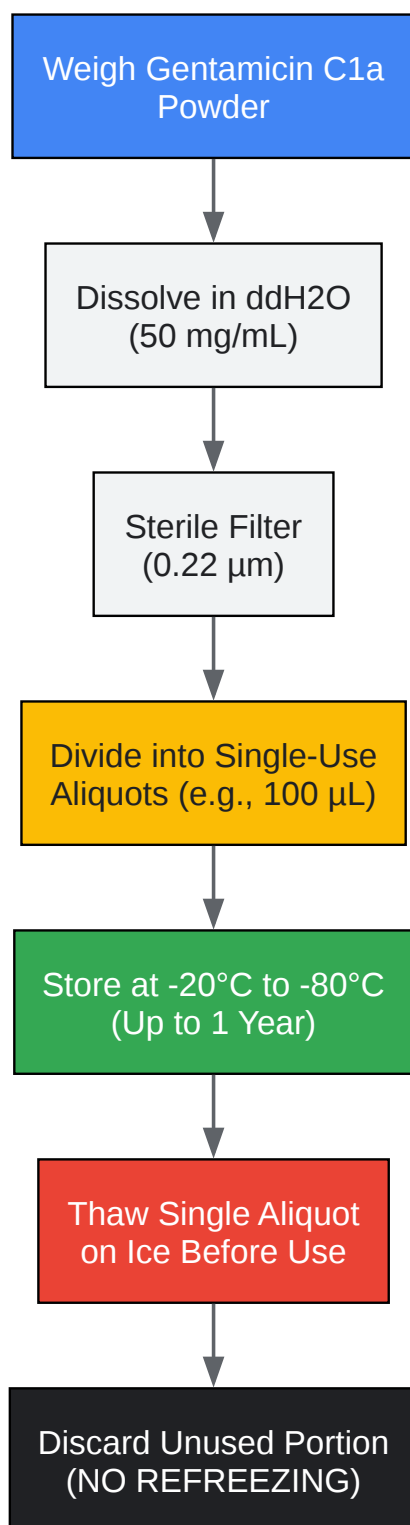 Weigh Gentamicin C1a
Powder
Dissolve in ddH2O
(50 mg/mL)
Sterile Filter
(0.22 µm)
Divide into Single-Use
Aliquots (e.g., 100 µL)
Store at -20°C to -80°C
(Up to 1 Year)
Thaw Single Aliquot
on Ice Before Use
Discard Unused Portion
(NO REFREEZING)